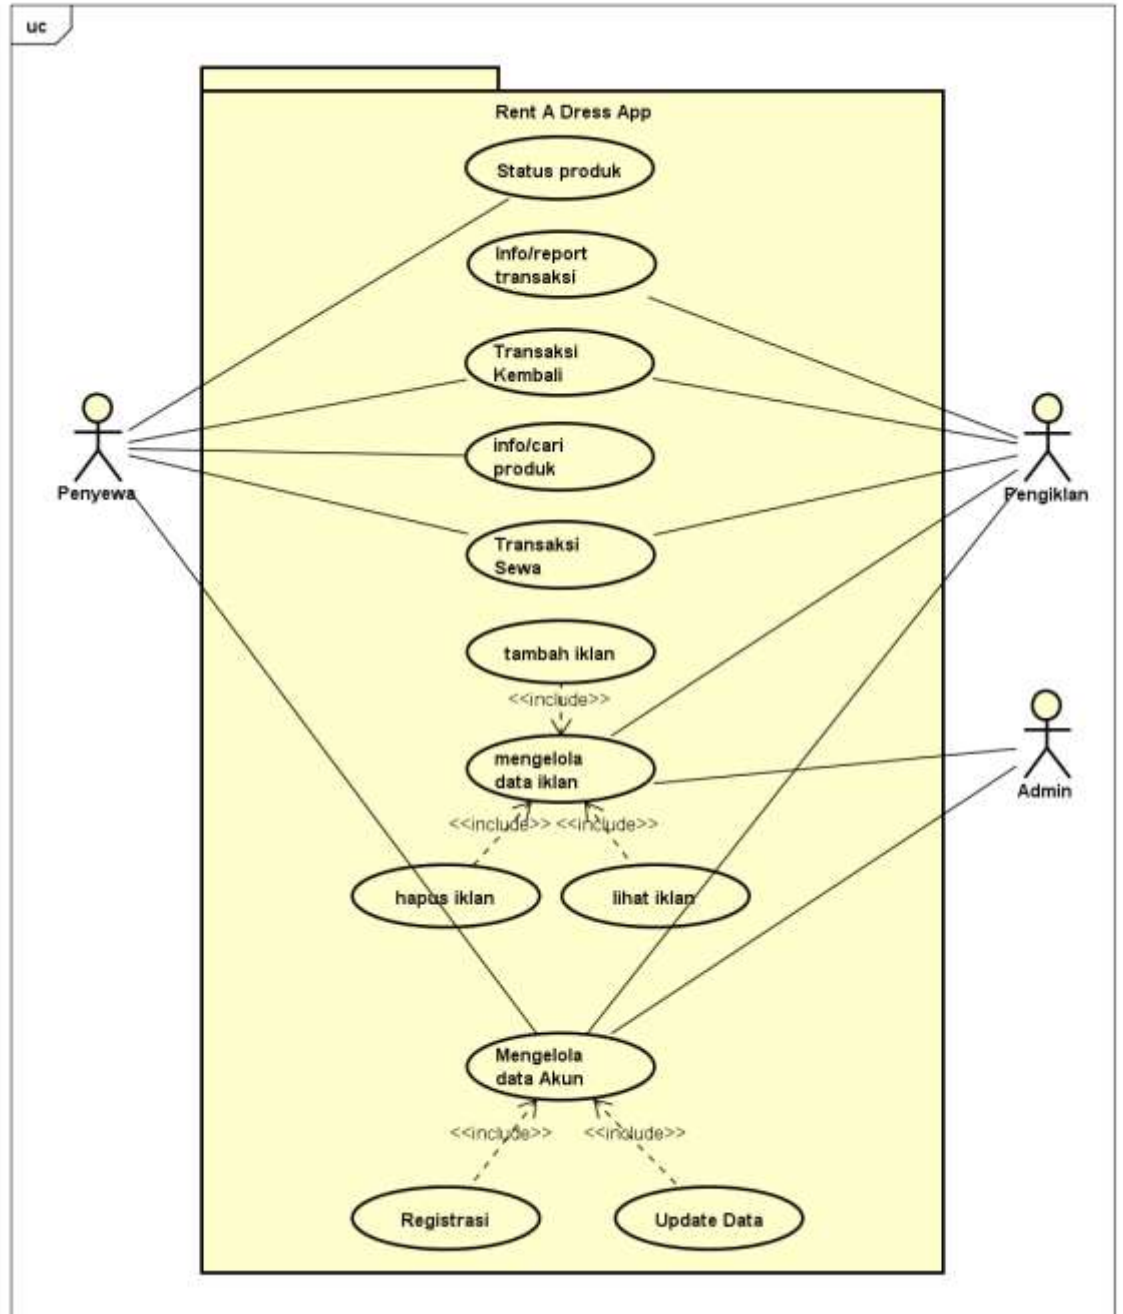 uc
Rent A Dress App
Status produk
Info/report
transaksi
Transaksi
Kembali
info/cari
produk
Penyewa
Pengiklan
Transaksi
Sewa
tambah iklan
<<include>>
mengelola
data iklan
Admin
<<include>> <<include>>
hapus iklan
lihat iklan
Mengelola
data Akun
<<include>>
<<include>>
Registrasi
Update Data